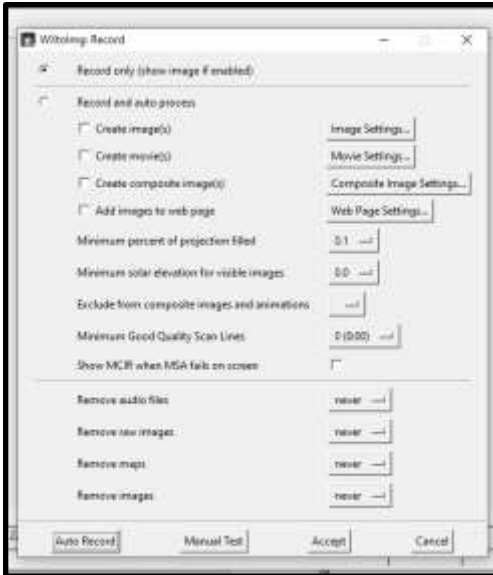 WXtoImg: Record
Record only (show image if enabled)
Record and auto process
Create image(s) Image Settings...
Create movie(s) Movie Settings...
Create composite image(s) Composite Image Settings...
Add images to web page Web Page Settings...
Minimum percent of projection filled 0.1
Minimum solar elevation for visible images 0.0
Exclude from composite images and animations
Minimum Good Quality Scan Lines 0 (0:00)
Show MCIR when MSA fails on screen
Remove audio files never
Remove raw images never
Remove maps never
Remove images never
Auto Record Manual Test Accept Cancel